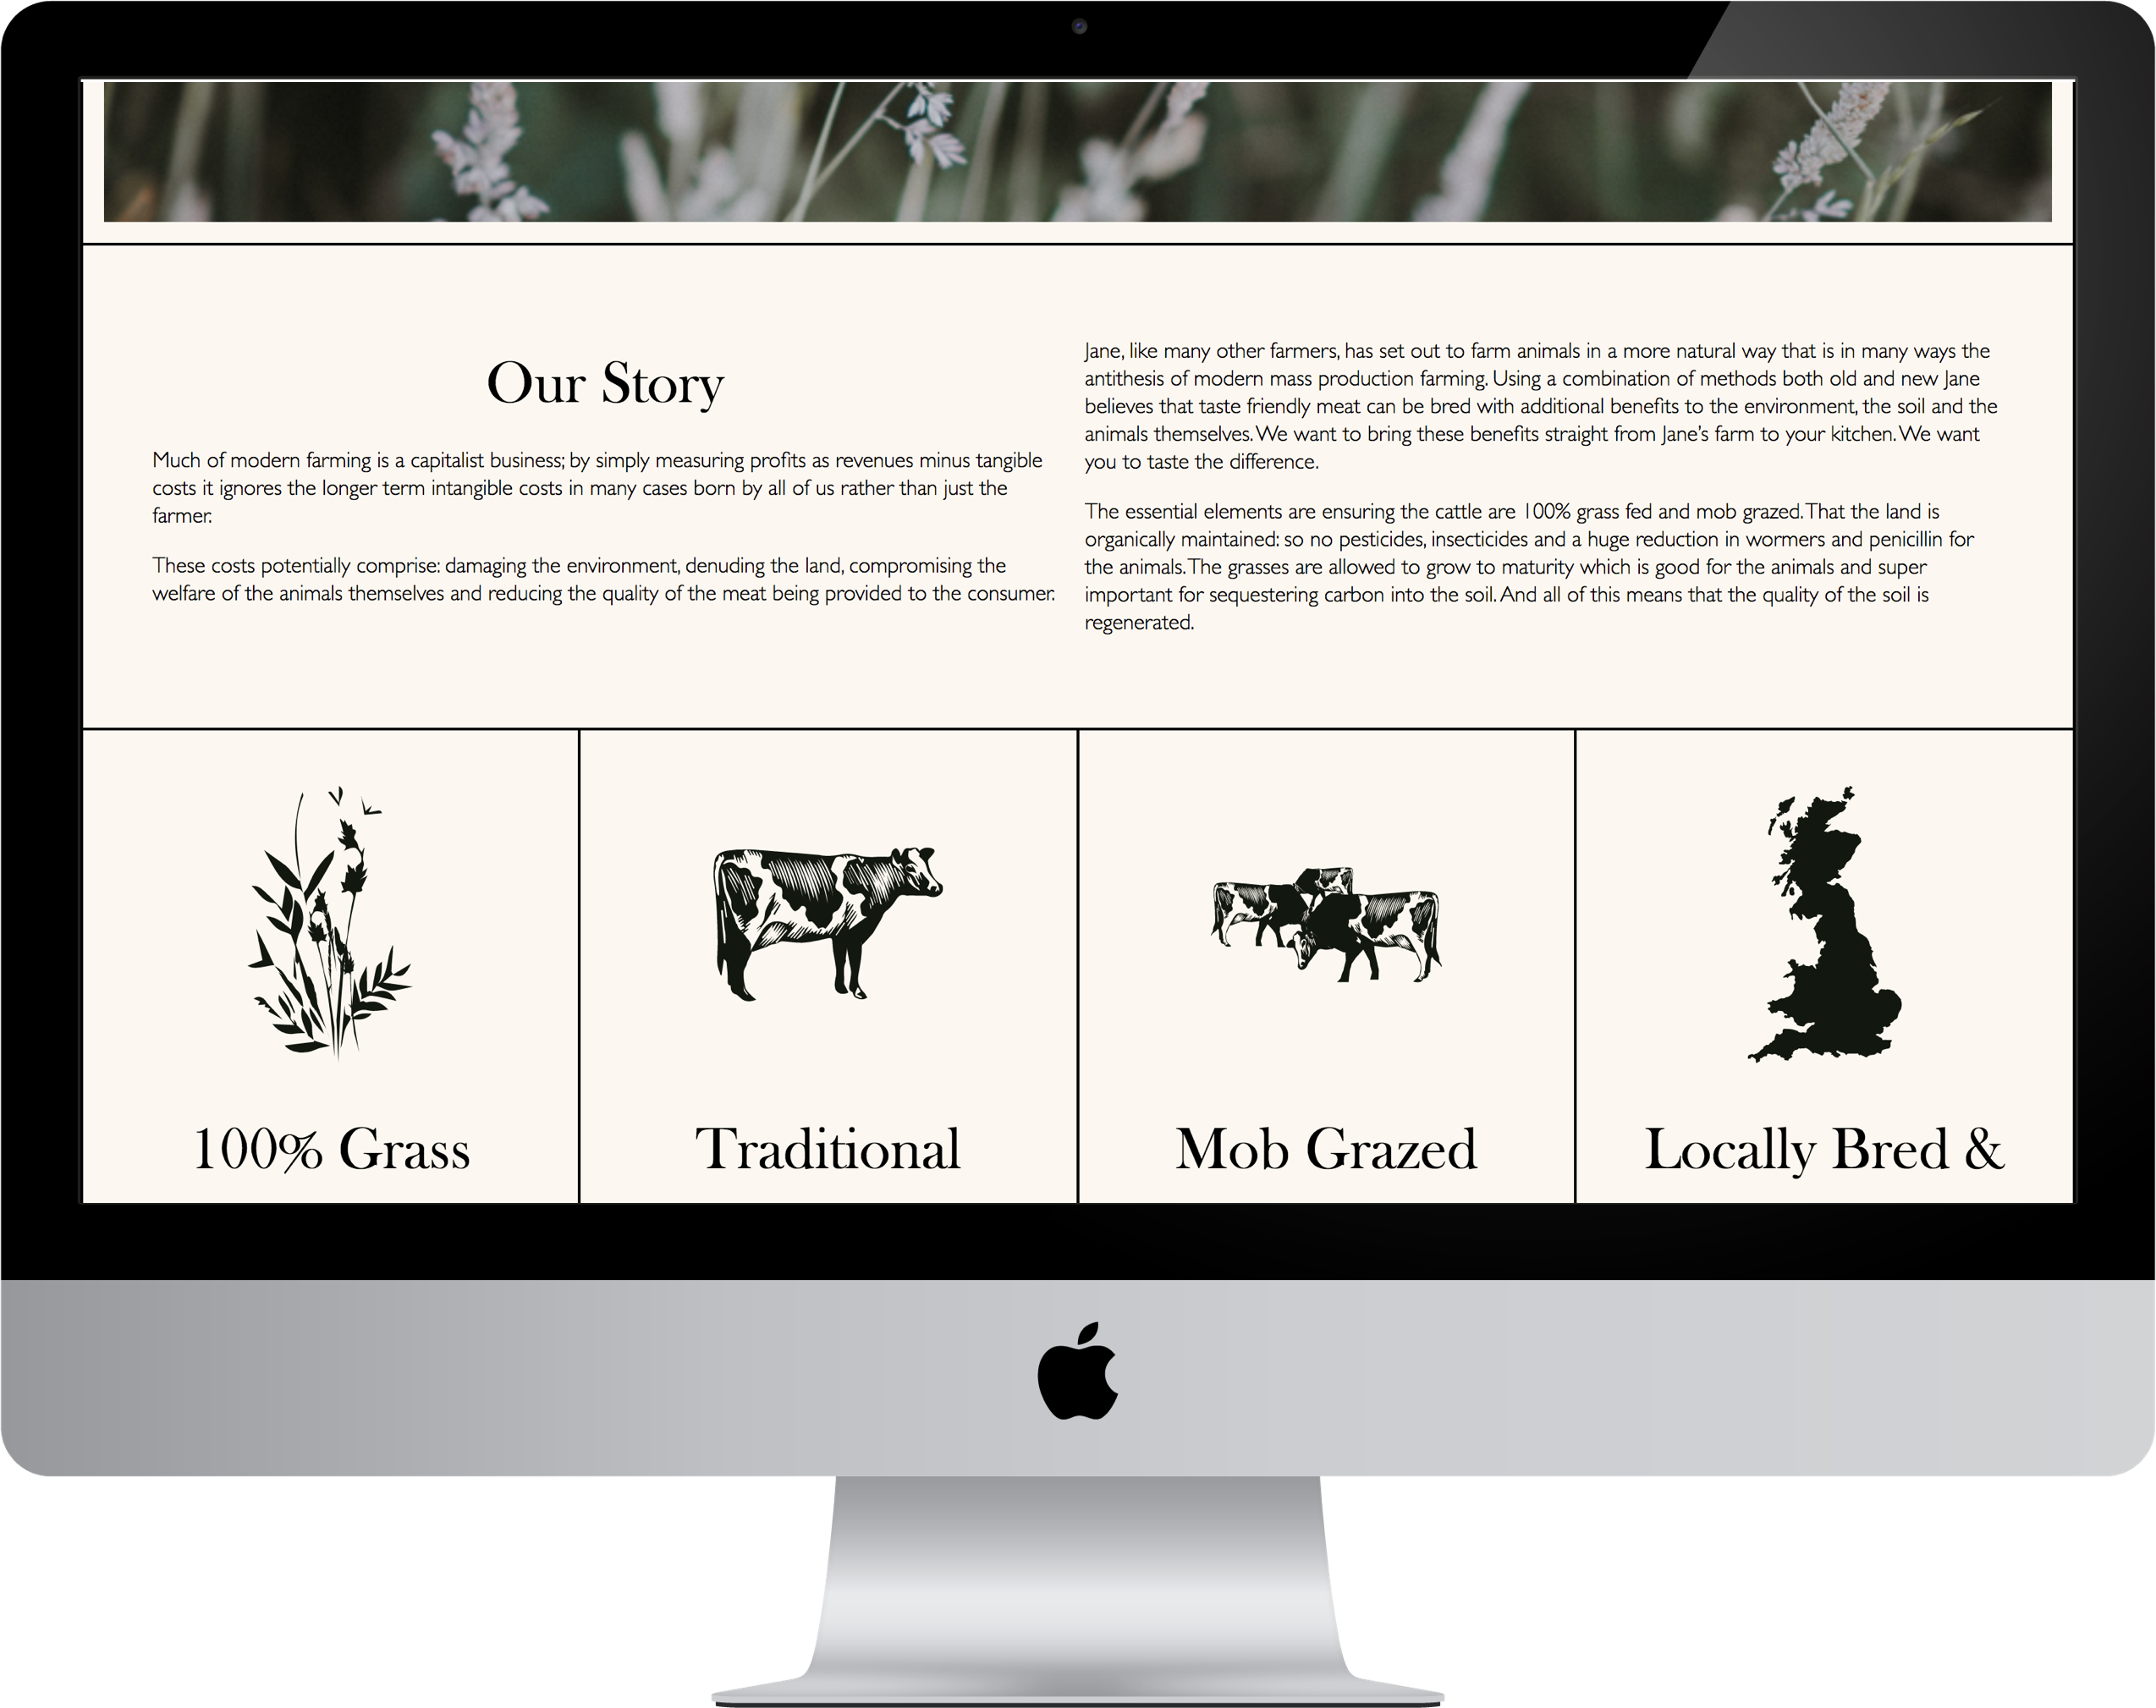 Our Story
Much of modern farming is a capitalist business; by simply measuring profits as revenues minus tangible
costs it ignores the longer term intangible costs in many cases born by all of us rather than just the
farmer.
These costs potentially comprise: damaging the environment, denuding the land, compromising the
welfare of the animals themselves and reducing the quality of the meat being provided to the consumer.
Jane, like many other farmers, has set out to farm animals in a more natural way that is in many ways the
antithesis of modern mass production farming. Using a combination of methods both old and new Jane
believes that taste friendly meat can be bred with additional benefits to the environment, the soil and the
animals themselves. We want to bring these benefits straight from Jane's farm to your kitchen. We want
you to taste the difference.
The essential elements are ensuring the cattle are 100% grass fed and mob grazed. That the land is
organically maintained: so no pesticides, insecticides and a huge reduction in wormers and penicillin for
the animals. The grasses are allowed to grow to maturity which is good for the animals and super
important for sequestering carbon into the soil. And all of this means that the quality of the soil is
regenerated.
100% Grass
Traditional
Mob Grazed
Locally Bred &